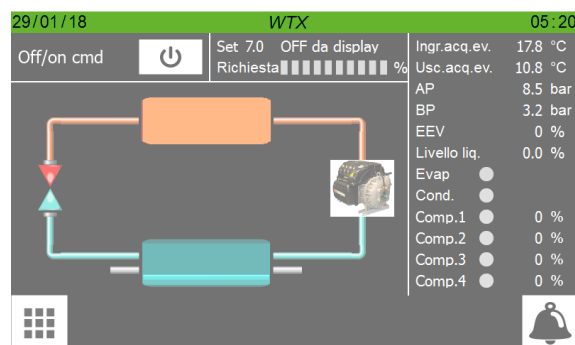 29/01/18 WTX 05:20
Off/on cmd
Set 7.0 OFF da display
Richiesta %
Ingr.acq.ev. 17.8 °C
Usc.acq.ev. 10.8 °C
AP 8.5 bar
BP 3.2 bar
EEV 0 %
Livello liq. 0.0 %
Evap
Cond.
Comp.1 0 %
Comp.2 0 %
Comp.3 0 %
Comp.4 0 %